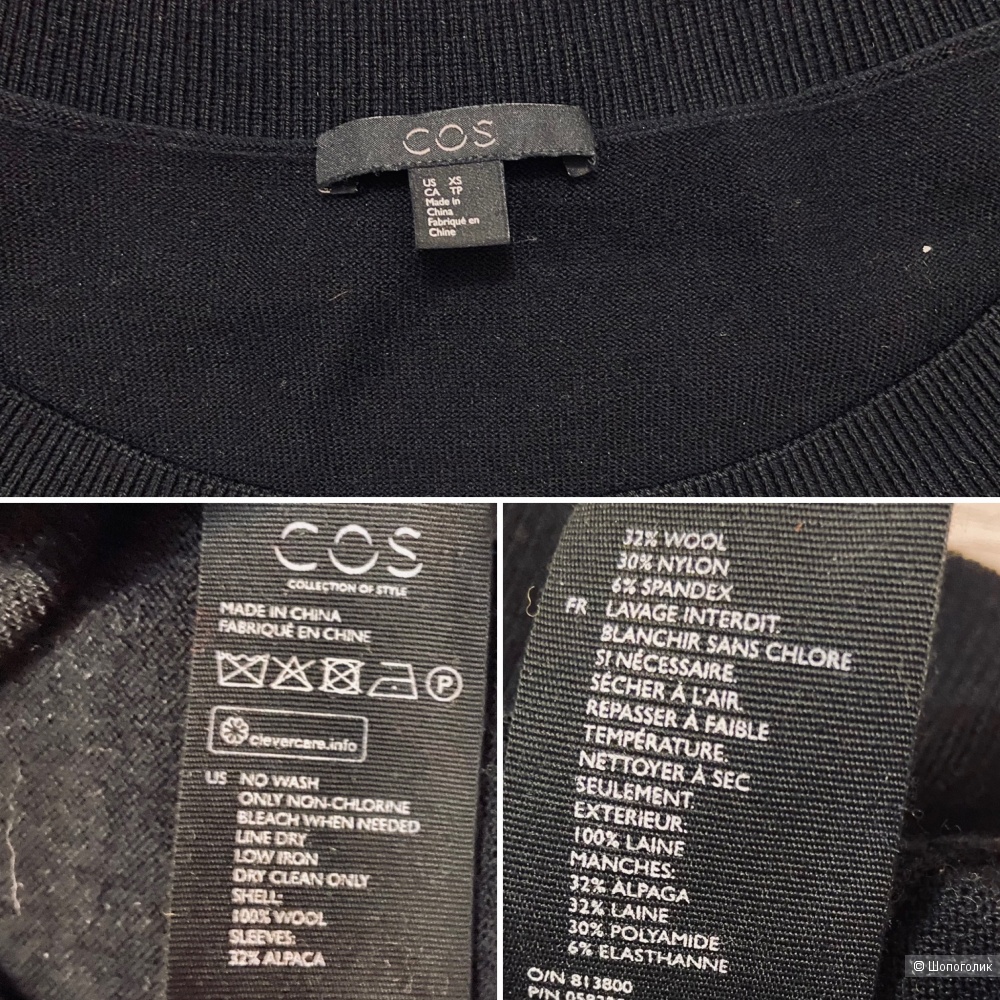 COS
US XS
CA TP
Made in
China
Fabriqué en
Chine
COS
COLLECTION OF STYLE
MADE IN CHINA
FABRIQUÉ EN CHINE
P
clevercare.info
US NO WASH
ONLY NON-CHLORINE
BLEACH WHEN NEEDED
LINE DRY
LOW IRON
DRY CLEAN ONLY
SHELL:
100% WOOL
SLEEVES:
32% ALPACA
32% WOOL
30% NYLON
6% SPANDEX
FR LAVAGE INTERDIT.
BLANCHIR SANS CHLORE
SI NÉCESSAIRE.
SÉCHER À L'AIR.
REPASSER À FAIBLE
TEMPÉRATURE.
NETTOYER À SEC
SEULEMENT.
EXTERIEUR:
100% LAINE
MANCHES:
32% ALPAGA
32% LAINE
30% POLYAMIDE
6% ELASTHANNE
O/N 813800
P/N
© Шопоголик